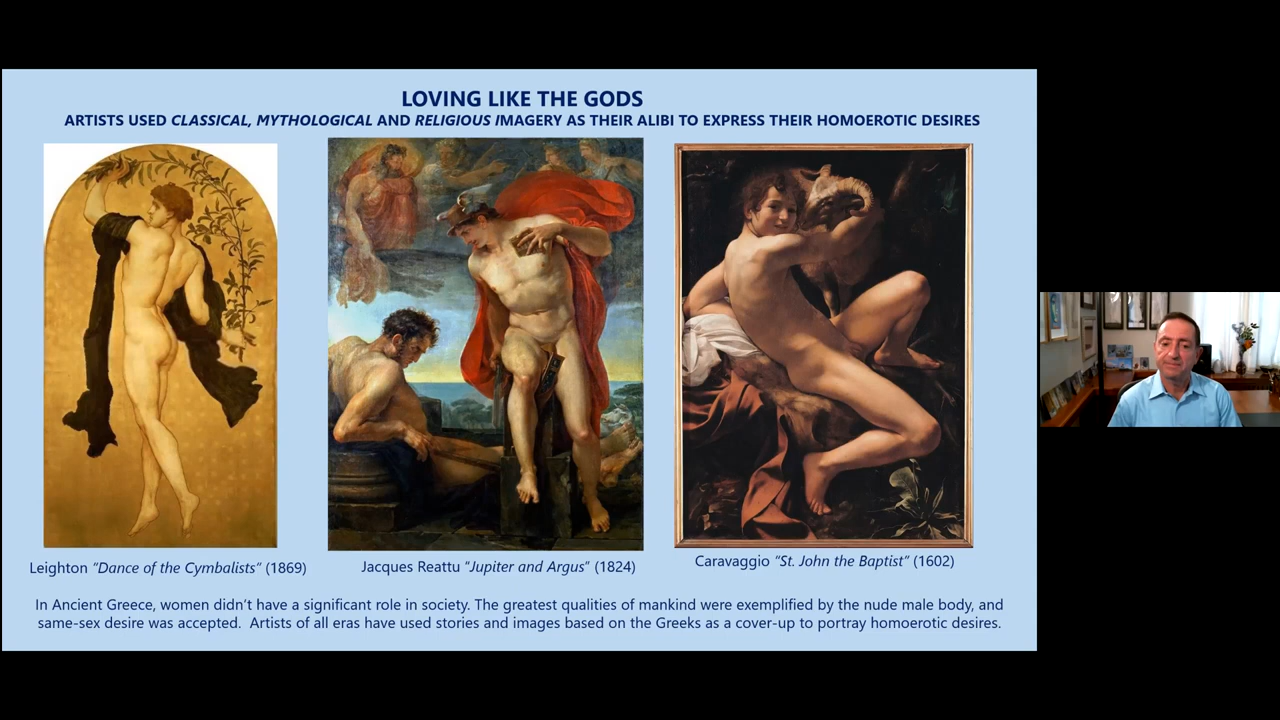 LOVING LIKE THE GODS
ARTISTS USED CLASSICAL, MYTHOLOGICAL AND RELIGIOUS IMAGERY AS THEIR ALIBI TO EXPRESS THEIR HOMOEROTIC DESIRES
Leighton “Dance of the Cymbalists” (1869)
Jacques Reattu “Jupiter and Argus” (1824)
Caravaggio “St. John the Baptist” (1602)
In Ancient Greece, women didn’t have a significant role in society. The greatest qualities of mankind were exemplified by the nude male body, and
same-sex desire was accepted.  Artists of all eras have used stories and images based on the Greeks as a cover-up to portray homoerotic desires.